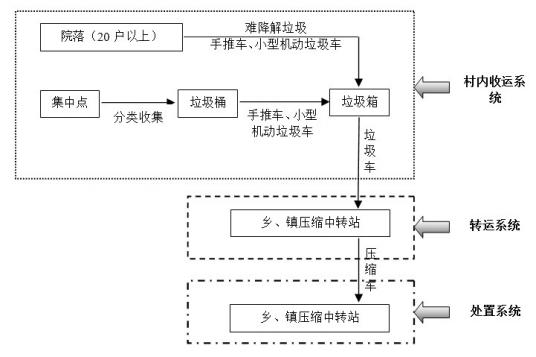 院落（20 户以上）
难降解垃圾
手推车、小型机动垃圾车
集中点
分类收集
垃圾桶
手推车、小型
机动垃圾车
垃圾箱
村内收运系
统
垃
圾
车
乡、镇压缩中转站
转运系统
压
缩
车
乡、镇压缩中转站
处置系统